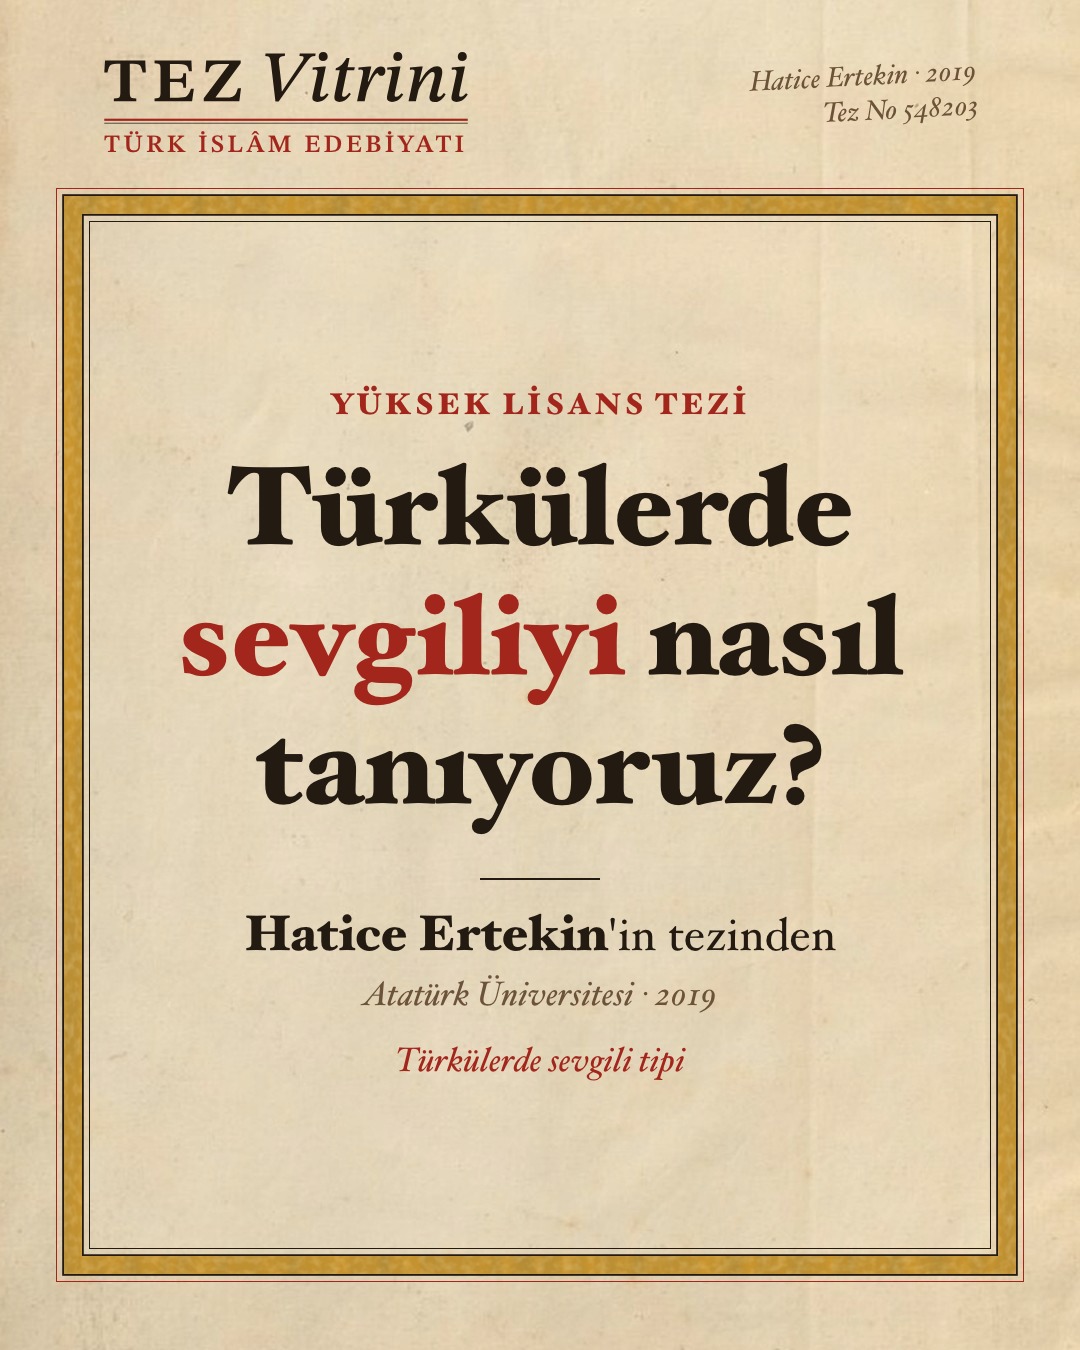 TEZ Vitrini
TÜRK İSLÂM EDEBİYATI
Hatice Ertekin · 2019
Tez No 548203
YÜKSEK LİSANS TEZİ
Türkülerde
sevgiliyi nasıl
tanıyoruz?
Hatice Ertekin'in tezinden
Atatürk Üniversitesi · 2019
Türkülerde sevgili tipi